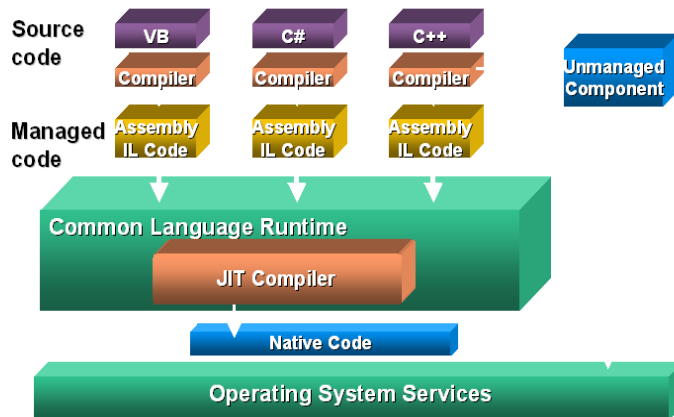 Source
code
VB
C#
C++
Compiler
Compiler
Compiler
Unmanaged
Component
Managed
code
Assembly
IL Code
Assembly
IL Code
Assembly
IL Code
Common Language Runtime
JIT Compiler
Native Code
Operating System Services